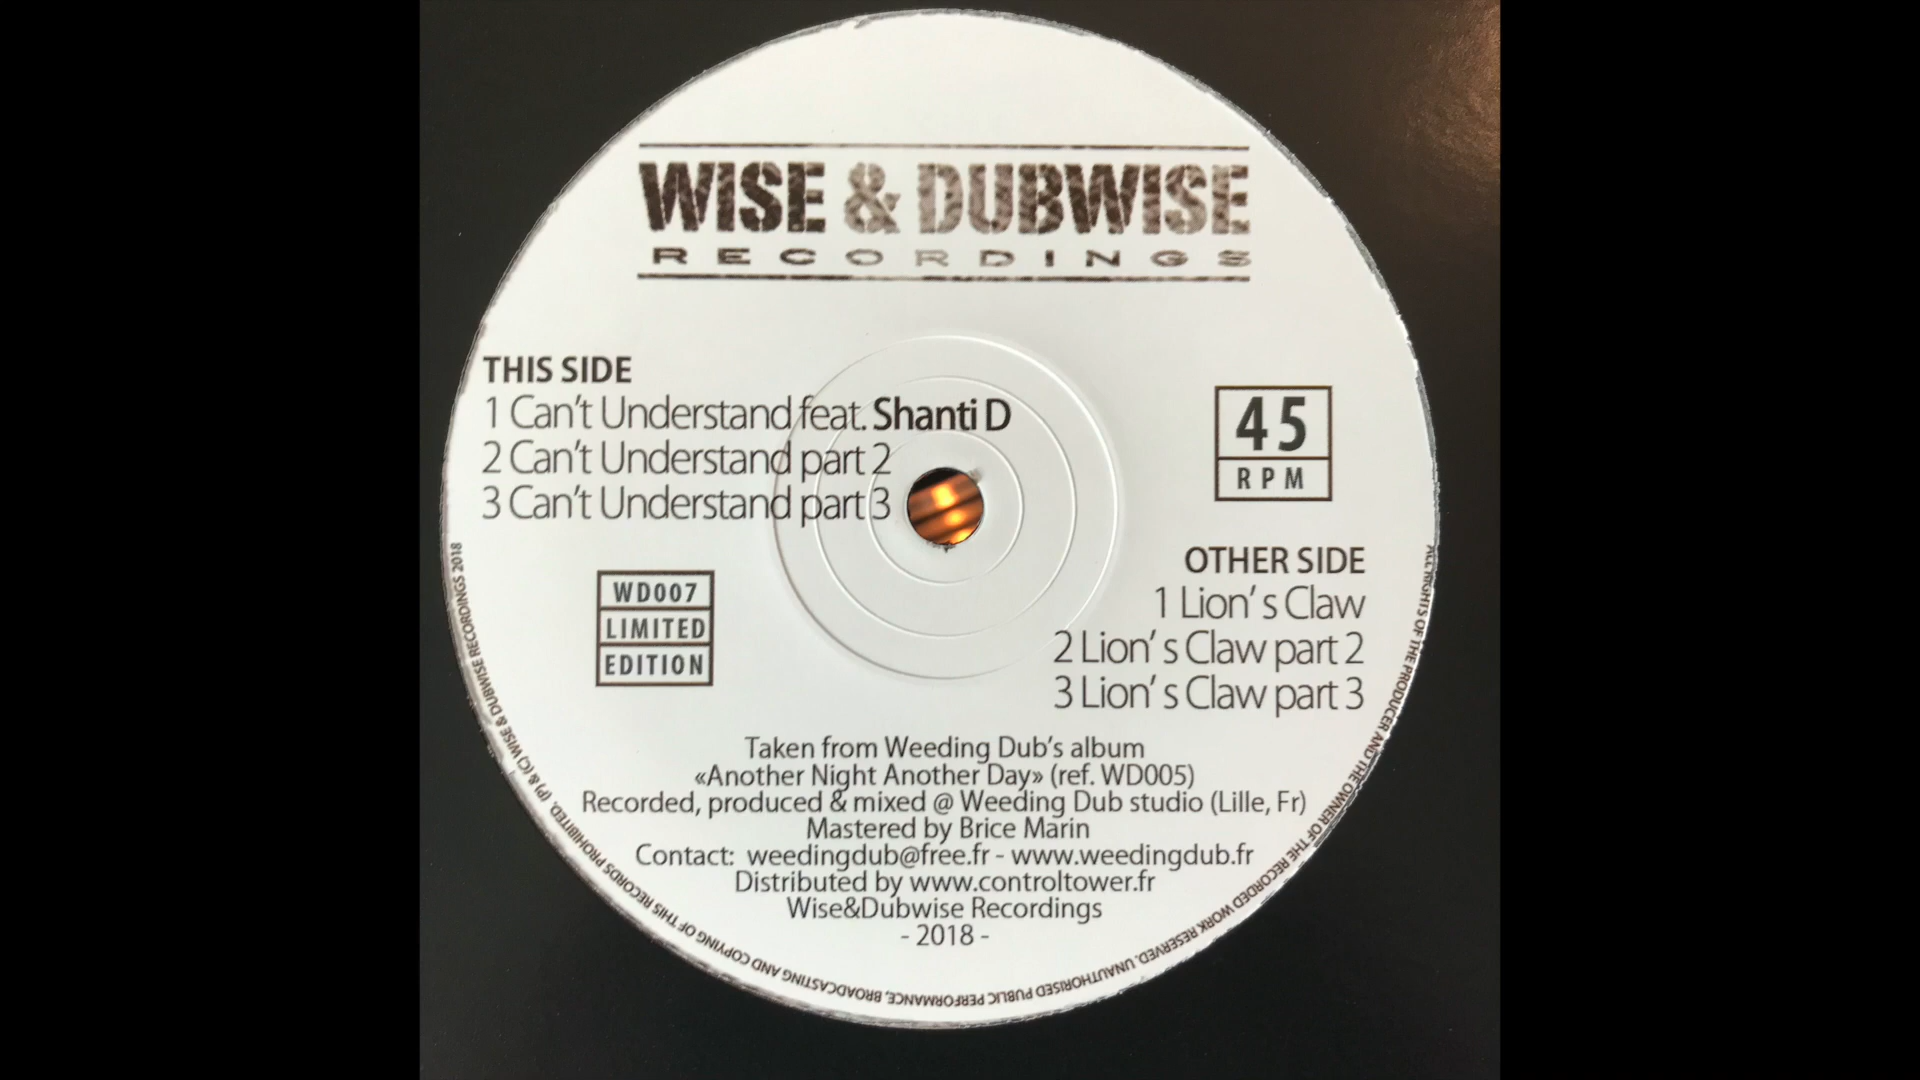 WISE & DUBWISE
RECORDINGS
THIS SIDE
1 Can't Understand feat. Shanti D
2 Can't Understand part 2
3 Can't Understand part 3
45
RPM
OTHER SIDE
1 Lion's Claw
2 Lion's Claw part 2
3 Lion's Claw part 3
WD007
LIMITED
EDITION
Taken from Weeding Dub's album
«Another Night Another Day» (ref. WD005)
Recorded, produced & mixed @ Weeding Dub studio (Lille, Fr)
Mastered by Brice Marin
Contact: weedingdub@free.fr - www.weedingdub.fr
Distributed by www.controltower.fr
Wise&Dubwise Recordings
- 2018 -
ALL RIGHTS OF THE PRODUCER AND THE OWNER OF THE RECORDED WORK RESERVED. UNAUTHORISED PUBLIC PERFORMANCE, BROADCASTING AND COPYING OF THIS RECORDS PROHIBITED. (P) & (C) WISE & DUBWISE RECORDINGS 2018